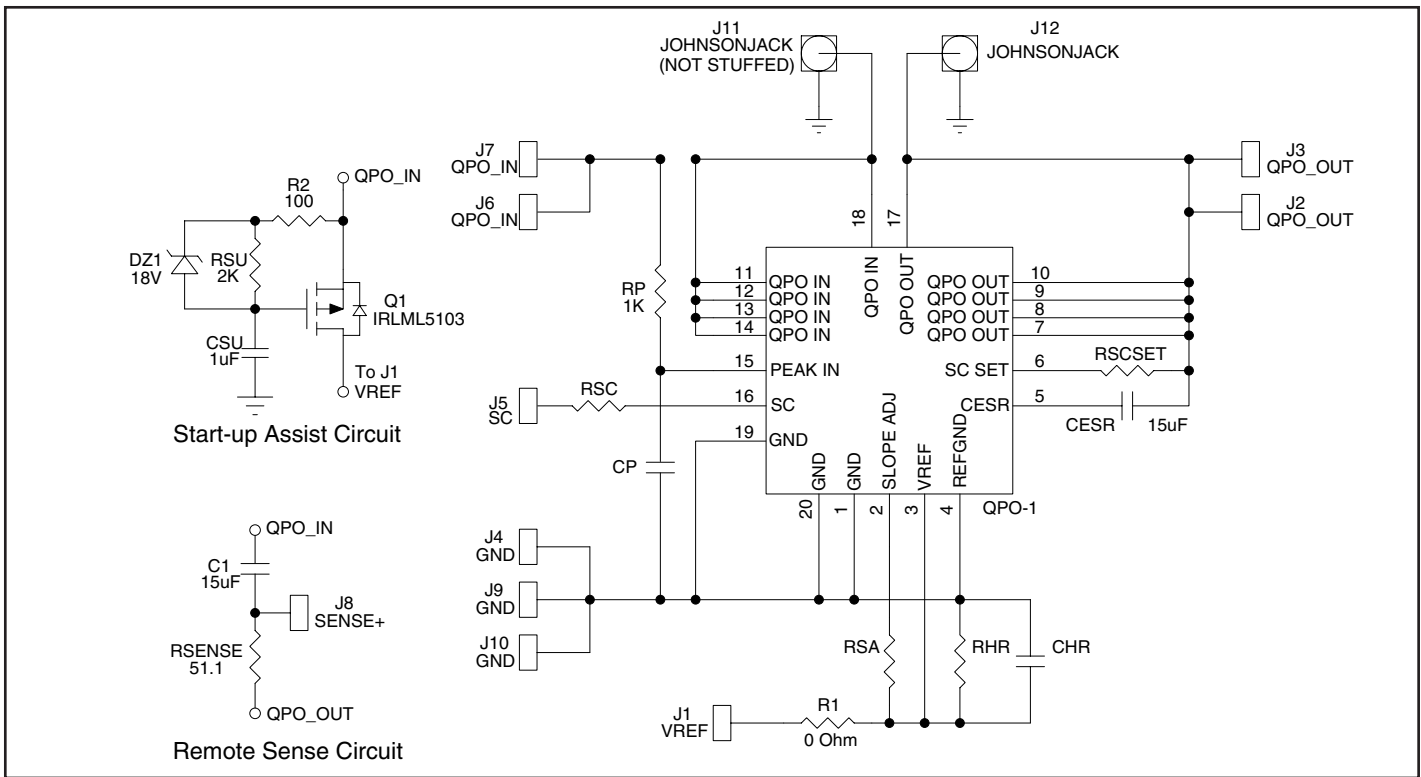 J11
JOHNSONJACK
(NOT STUFFED)
J12
JOHNSONJACK
J7
QPO_IN
J6
QPO_IN
J3
QPO_OUT
J2
QPO_OUT
QPO_IN
R2
100
DZ1
18V
RSU
2K
Q1
IRLML5103
CSU
1uF
To J1
VREF
Start-up Assist Circuit
RP
1K
18
17
QPO IN
QPO OUT
11
QPO IN
12
QPO IN
13
QPO IN
14
QPO IN
15
PEAK IN
16
SC
19
GND
QPO OUT
10
QPO OUT
9
QPO OUT
8
QPO OUT
7
SC SET
6
RSCSET
CESR
5
CESR
15uF
J5
SC
RSC
CP
GND
GND
SLOPE ADJ
VREF
REFGND
20
1
2
3
4
QPO-1
QPO_IN
C1
15uF
J8
SENSE+
RSENSE
51.1
QPO_OUT
Remote Sense Circuit
J4
GND
J9
GND
J10
GND
RSA
RHR
CHR
J1
VREF
R1
0 Ohm